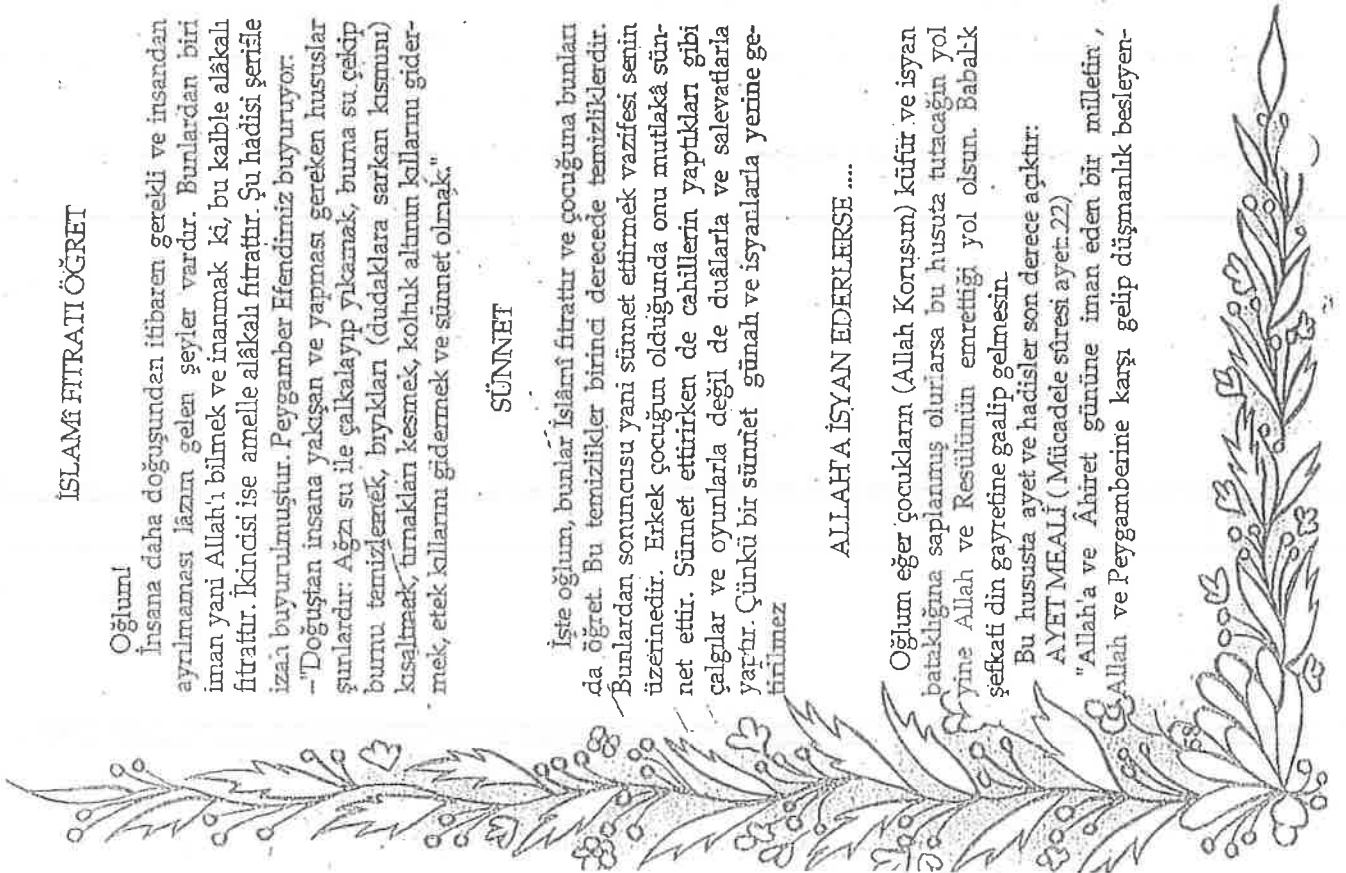 İSLAMÎ FITRATI ÖĞRET
Oğlum!
İnsana daha doğuşundan itibaren gerekli ve insandan
ayrılmaması lâzım gelen şeyler vardır. Bunlardan biri
iman yani Allah'ı bilmek ve inanmak ki, bu kalble alâkalı
fıtrattır. İkincisi ise amelle alâkalı fıtrattır. Şu hadisi şerifle
izah buyurulmuştur. Peygamber Efendimiz buyuruyor:
–"Doğuştan insana yakışan ve yapması gereken hususlar
şunlardır: Ağzı su ile çalkalayıp yıkamak, buma su çekip
burnu temizlemek, bıyıkları (dudaklara sarkan kısmını)
kısaltmak, tırnakları kesmek, koltuk altının kıllarını gider-
mek, etek kıllarını gidermek ve sünnet olmak."
SÜNNET
İşte oğlum, bunlar İslâmî fıtrattır ve çocuğuna bunları
da öğret. Bu temizlikler birinci derecede temizliklerdir.
Bunlardan sonuncusu yani sünnet ettirmek vazifesi senin
üzerinedir. Erkek çocuğun olduğunda onu mutlakâ sün-
net ettir. Sünnet ettirirken de cahillerin yaptıkları gibi
çalgılar ve oyunlarla değil de duâlarla ve salevatlarla
yaptır. Çünkü bir sünnet günah ve isyanlarla yerine ge-
tirilmez
ALLAH'A İSYAN EDERLERSE ....
Oğlum eğer çocukların (Allah Korusun) küfür ve isyan
bataklığına saplanmış olurlarsa bu hususta tutacağın yol
yine Allah ve Resülünün emrettiği yol olsun. Babalık
şefkati din gayretine gaalip gelmesin.
Bu hususta ayet ve hadisler son derece açıktır:
AYET MEALİ ( Mücadele sûresi ayet:22)
"Allah'a ve Âhiret gününe iman eden bir milletin ,
Allah ve Peygamberine karşı gelip düşmanlık besleyen-